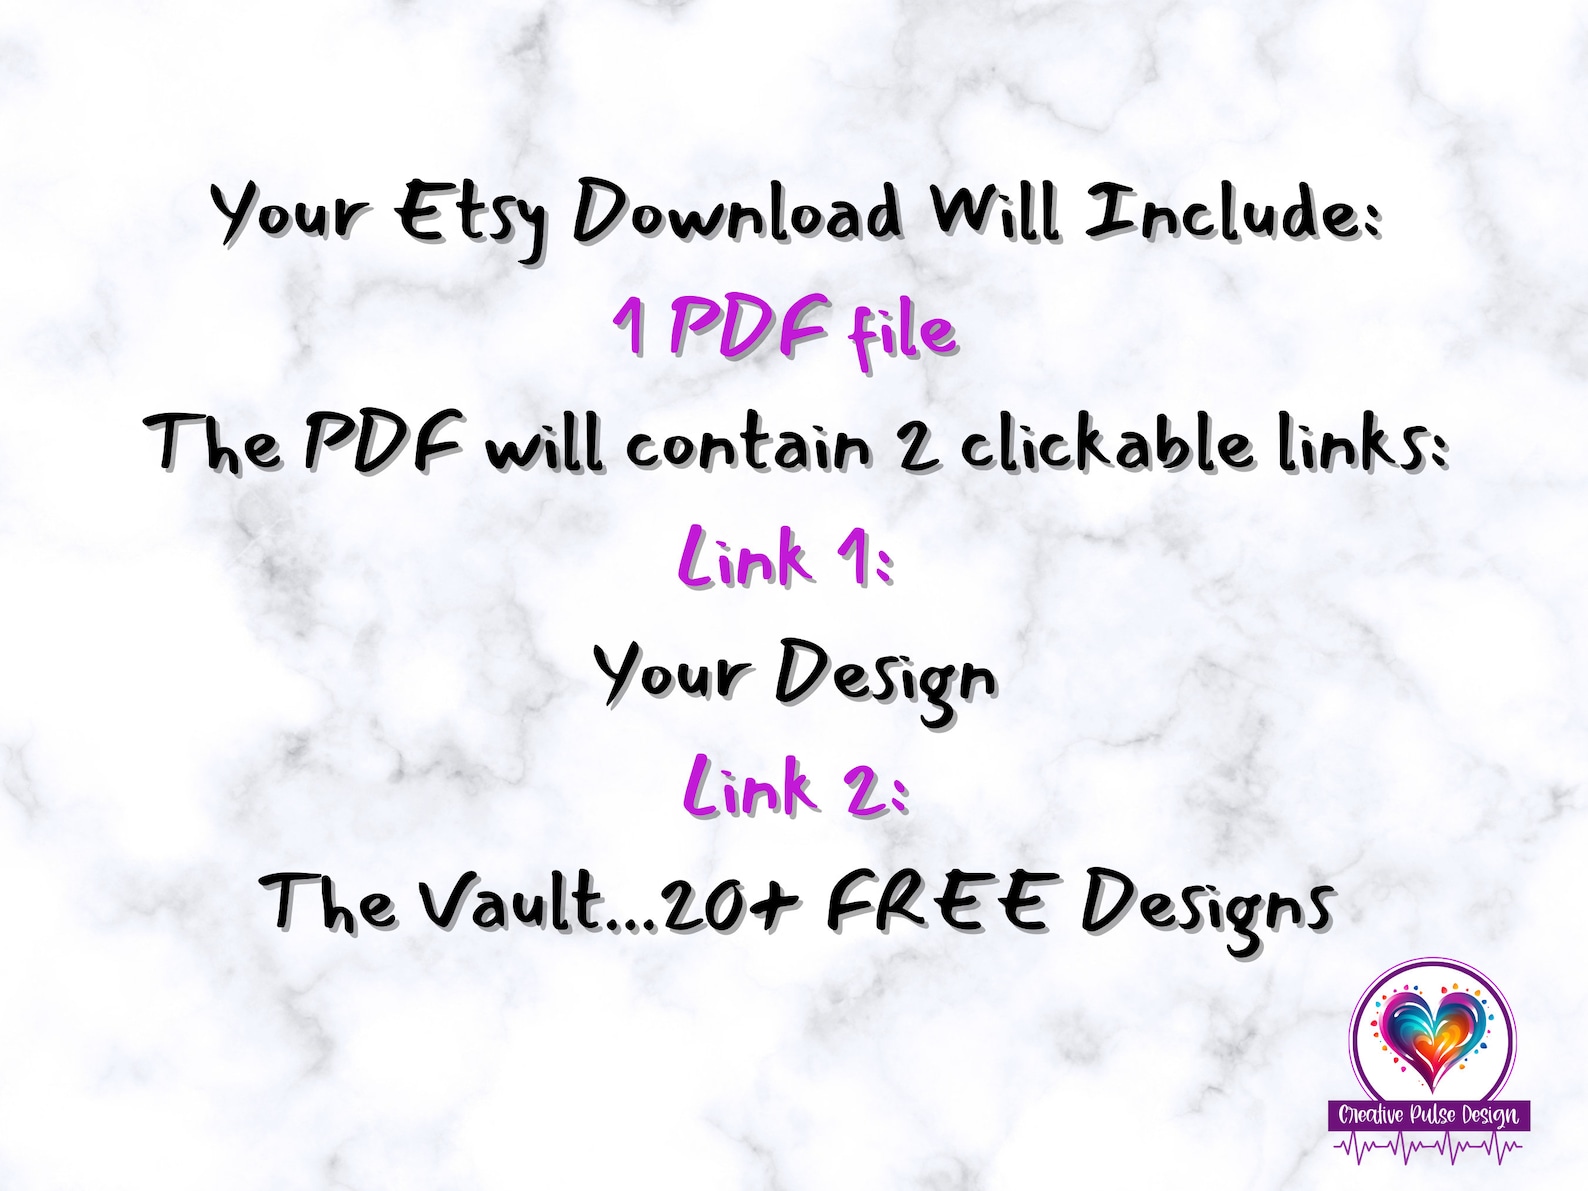 Your Etsy Download Will Include:
1 PDF file
The PDF will contain 2 clickable links:
Link 1:
Your Design
Link 2:
The Vault...20+ FREE Designs
Creative Pulse Design